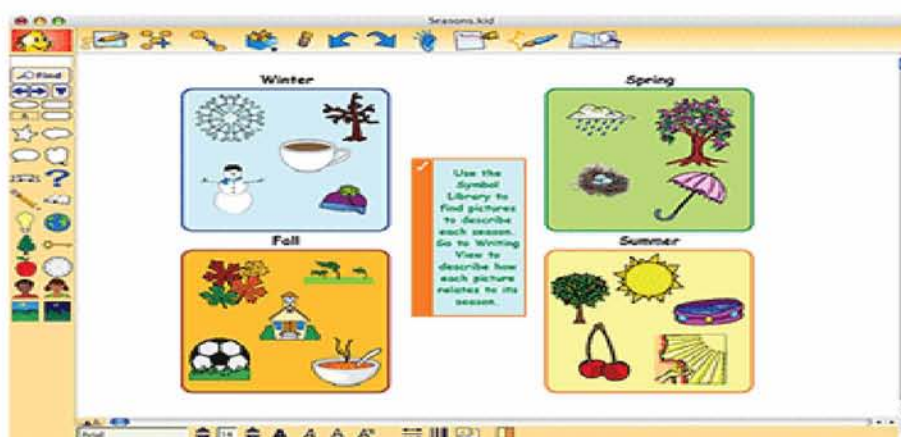 Seasons.kid
Find
Winter
Spring
Use the
Symbol
Library to
find pictures
to describe
each season.
Go to Writing
View to
describe how
each picture
relates to its
season.
Fall
Summer